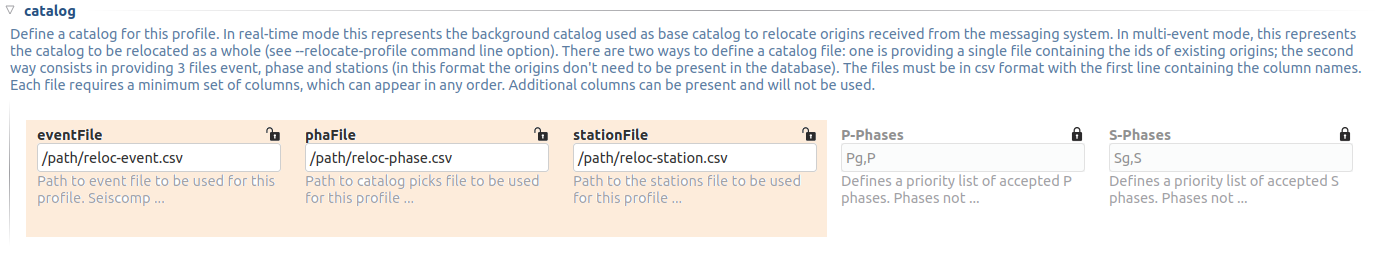 catalog
Define a catalog for this profile. In real-time mode this represents the background catalog used as base catalog to relocate origins received from the messaging system. In multi-event mode, this represents
the catalog to be relocated as a whole (see --relocate-profile command line option). There are two ways to define a catalog file: one is providing a single file containing the ids of existing origins; the second
way consists in providing 3 files event, phase and stations (in this format the origins don't need to be present in the database). The files must be in csv format with the first line containing the column names.
Each file requires a minimum set of columns, which can appear in any order. Additional columns can be present and will not be used.
eventFile
/path/reloc-event.csv
Path to event file to be used for this
profile. Seiscomp ...
phaFile
/path/reloc-phase.csv
Path to catalog picks file to be used
for this profile ...
stationFile
/path/reloc-station.csv
Path to the stations file to be used
for this profile ...
P-Phases
Pg,P
Defines a priority list of accepted P
phases. Phases not ...
S-Phases
Sg,S
Defines a priority list of accepted S
phases. Phases not ...